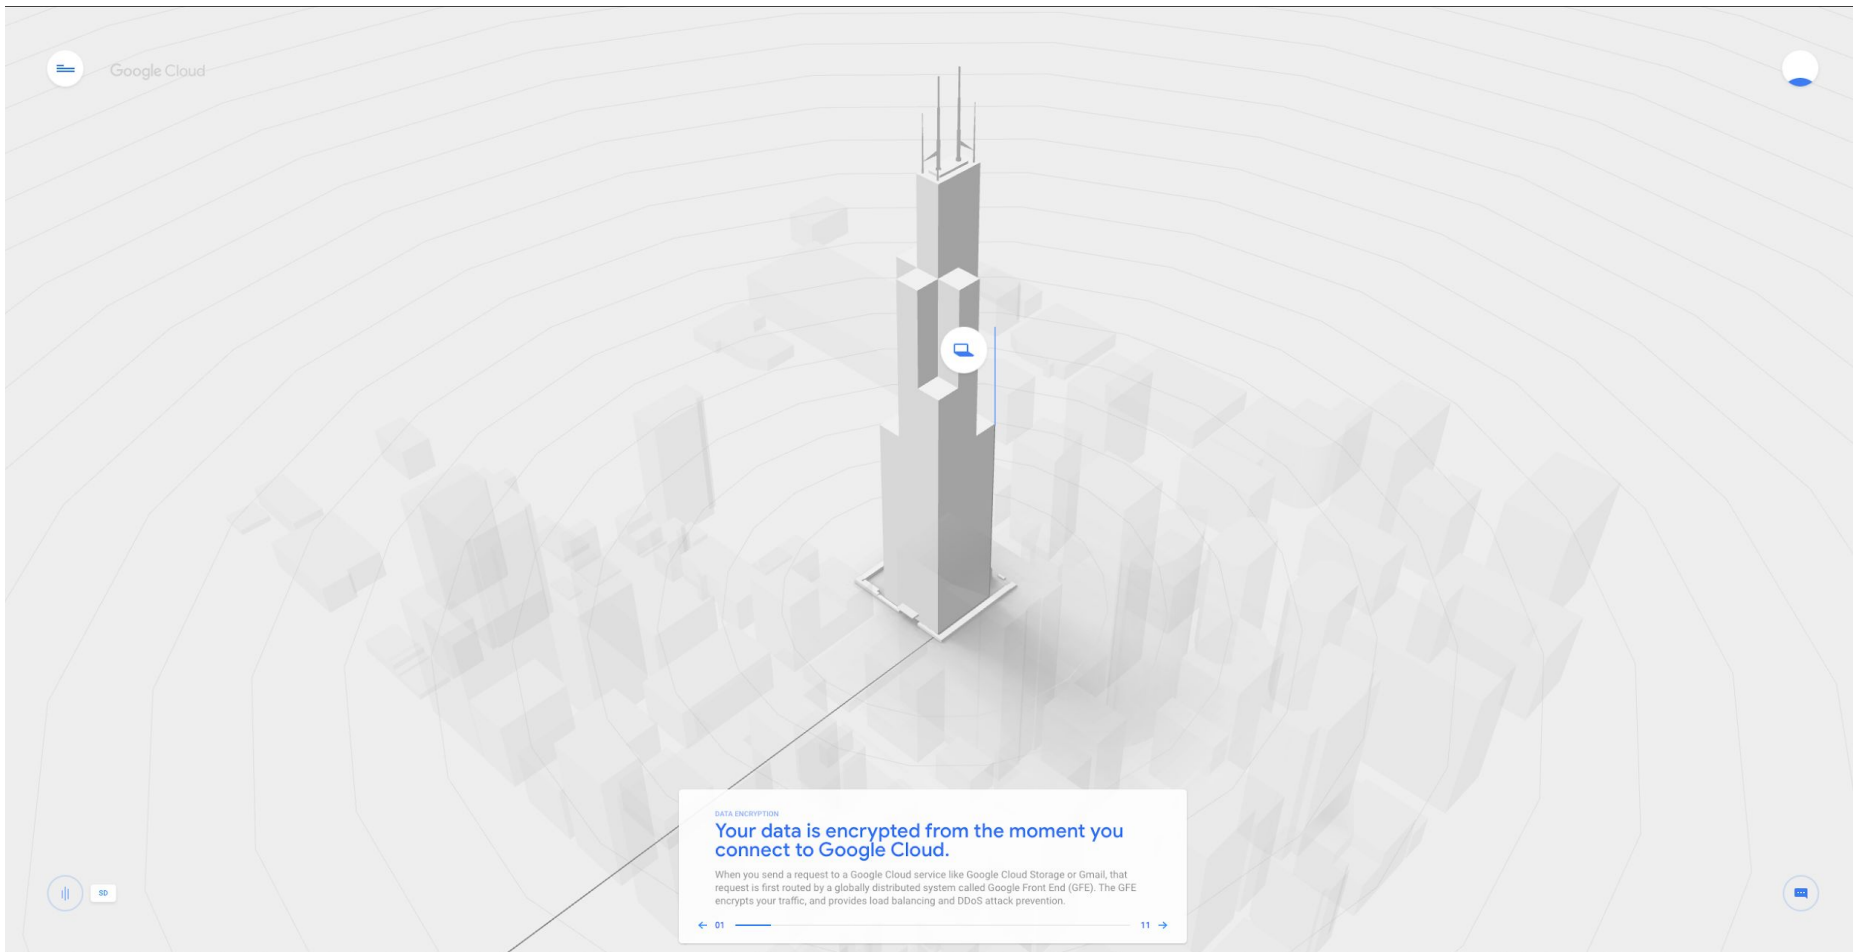 Google Cloud
DATA ENCRYPTION
Your data is encrypted from the moment you
connect to Google Cloud.
When you send a request to a Google Cloud service like Google Cloud Storage or Gmail, that
request is first routed by a globally distributed system called Google Front End (GFE). The GFE
encrypts your traffic, and provides load balancing and DDoS attack prevention.
SD
01 11